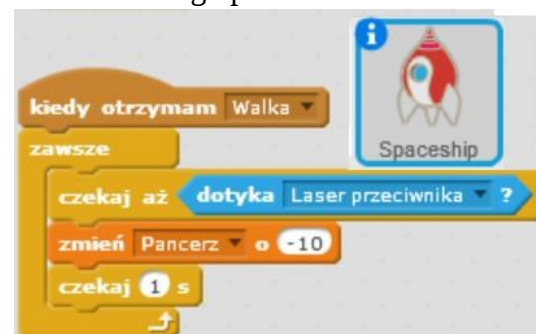 kiedy otrzymam Walka
zawsze
czekaj aż dotyka Laser przeciwnika ?
zmień Pancerz o -10
czekaj 1 s
i
Spaceship